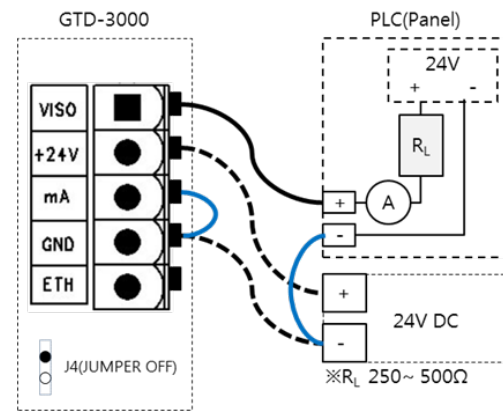 GTD-3000
PLC(Panel)
24V
+ -
VISO
+24V
mA
GND
ETH
RL
+
A
-
+
24V DC
-
J4(JUMPER OFF)
※RL 250~ 500Ω